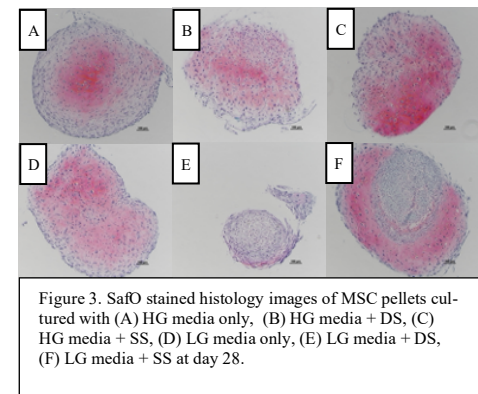 A
B
C
D
E
F
Figure 3. SafO stained histology images of MSC pellets cul-
tured with (A) HG media only, (B) HG media + DS, (C)
HG media + SS, (D) LG media only, (E) LG media + DS,
(F) LG media + SS at day 28.